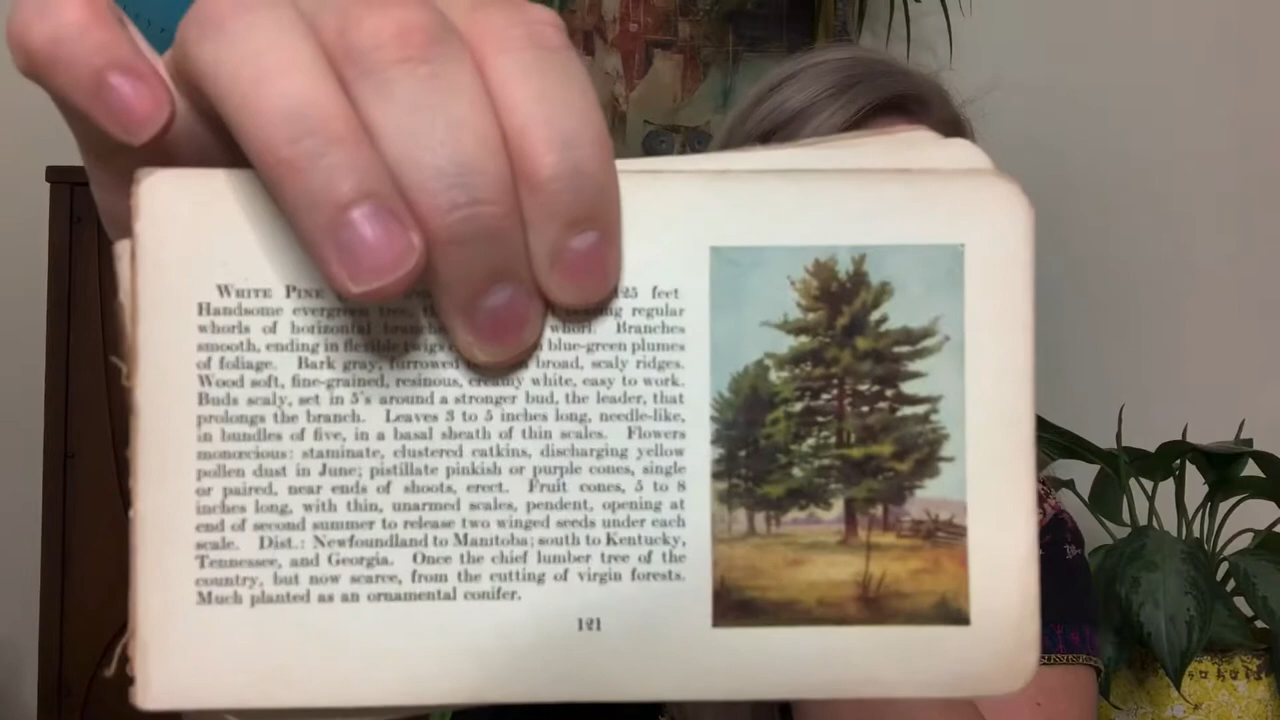 WHITE PINE 125 feet
Handsome evergreen tree, regular
whorls of horizontal branches whorl. Branches
smooth, ending in flexible twigs blue-green plumes
of foliage. Bark gray, furrowed broad, scaly ridges.
Wood soft, fine-grained, resinous, creamy white, easy to work.
Buds scaly, set in 5's around a stronger bud, the leader, that
prolongs the branch. Leaves 3 to 5 inches long, needle-like,
in bundles of five, in a basal sheath of thin scales. Flowers
monœcious: staminate, clustered catkins, discharging yellow
pollen dust in June; pistillate pinkish or purple cones, single
or paired, near ends of shoots, erect. Fruit cones, 5 to 8
inches long, with thin, unarmed scales, pendent, opening at
end of second summer to release two winged seeds under each
scale. Dist.: Newfoundland to Manitoba; south to Kentucky,
Tennessee, and Georgia. Once the chief lumber tree of the
country, but now scarce, from the cutting of virgin forests.
Much planted as an ornamental conifer.
121